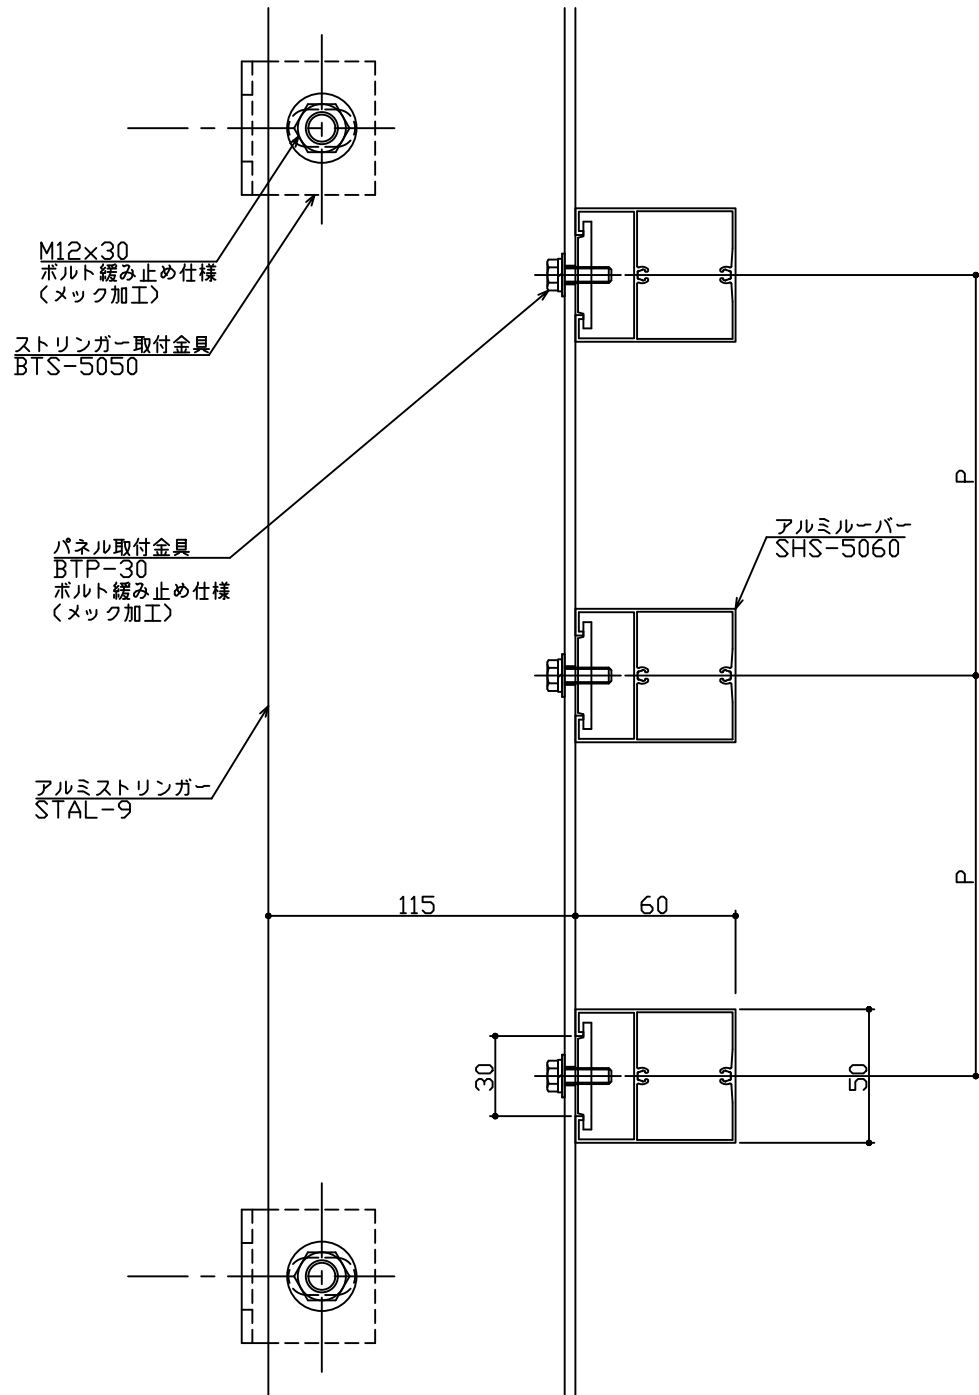 M12×30
ボルト緩み止め仕様
(メック加工)
ストリンガー取付金具
BTS-5050
パネル取付金具
BTP-30
ボルト緩み止め仕様
(メック加工)
アルミルーバー
SHS-5060
P
アルミストリンガー
STAL-9
P
115
60
30
50